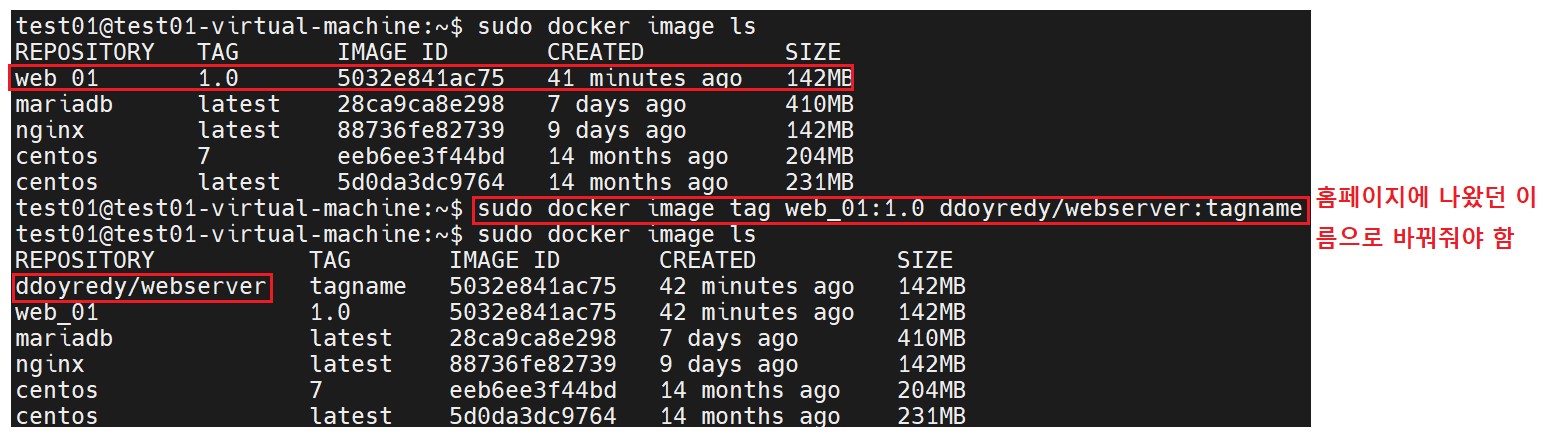 test01@test01-virtual-machine:~$ sudo docker image ls
REPOSITORY TAG IMAGE ID CREATED SIZE
web_01 1.0 5032e841ac75 41 minutes ago 142MB
mariadb latest 28ca9ca8e298 7 days ago 410MB
nginx latest 88736fe82739 9 days ago 142MB
centos 7 eeb6ee3f44bd 14 months ago 204MB
centos latest 5d0da3dc9764 14 months ago 231MB
test01@test01-virtual-machine:~$ sudo docker image tag web_01:1.0 ddoyredy/webserver:tagname
홈페이지에 나왔던 이
름으로 바꿔줘야 함
test01@test01-virtual-machine:~$ sudo docker image ls
REPOSITORY TAG IMAGE ID CREATED SIZE
ddoyredy/webserver tagname 5032e841ac75 42 minutes ago 142MB
web_01 1.0 5032e841ac75 42 minutes ago 142MB
mariadb latest 28ca9ca8e298 7 days ago 410MB
nginx latest 88736fe82739 9 days ago 142MB
centos 7 eeb6ee3f44bd 14 months ago 204MB
centos latest 5d0da3dc9764 14 months ago 231MB